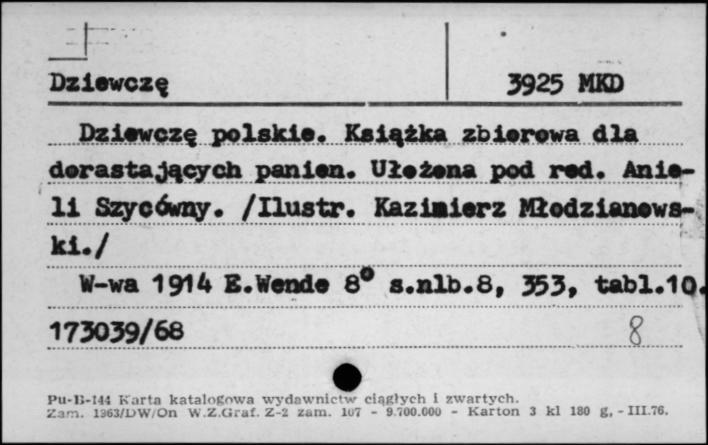 Dziewczę 3925 MKD
Dziewczę polskie. Książka zbiorowa dla
dorastających panien. Ułożona pod red. Anie-
li Szycówny. /Ilustr. Kazimierz Młodzianows-
ki./
W-wa 1914 E.Wende 8° s.nlb.8, 353, tabl.10.
173039/68 8
Pu-B-144 Karta katalogowa wydawnictw ciągłych i zwartych.
Zam. 1963/DW/On W.Z.Graf. Z-2 zam. 107 - 9.700.000 - Karton 3 kl 180 g, - III.76.